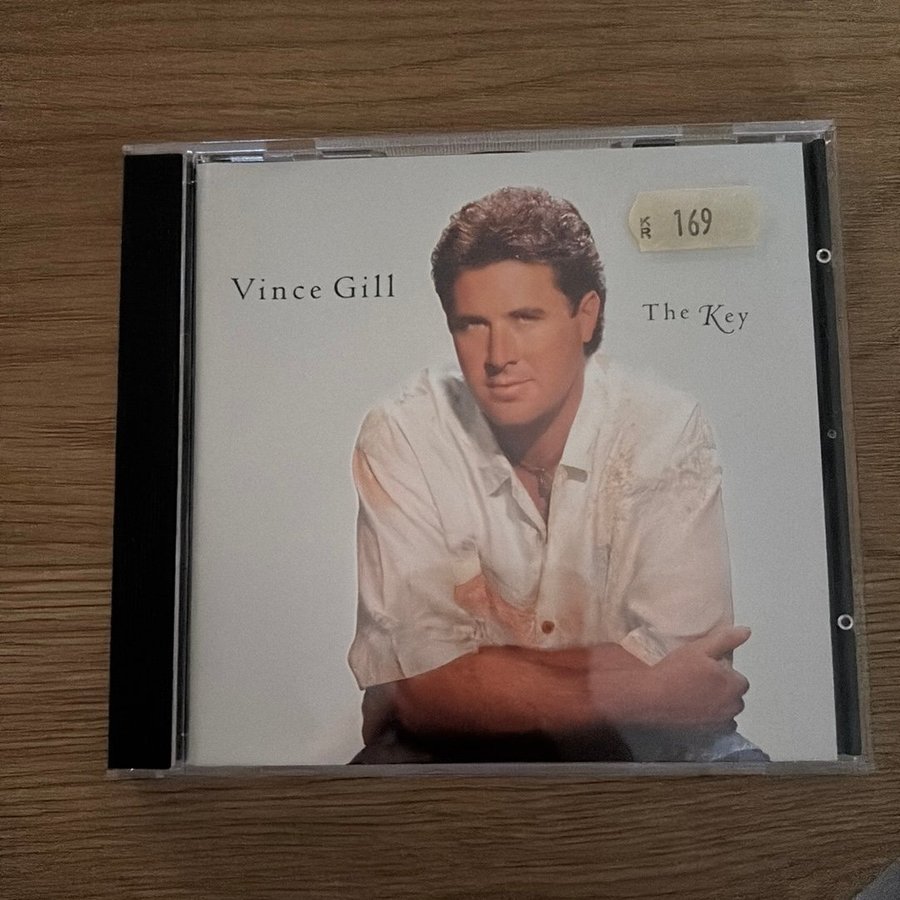 KR 169
Vince Gill
The Key